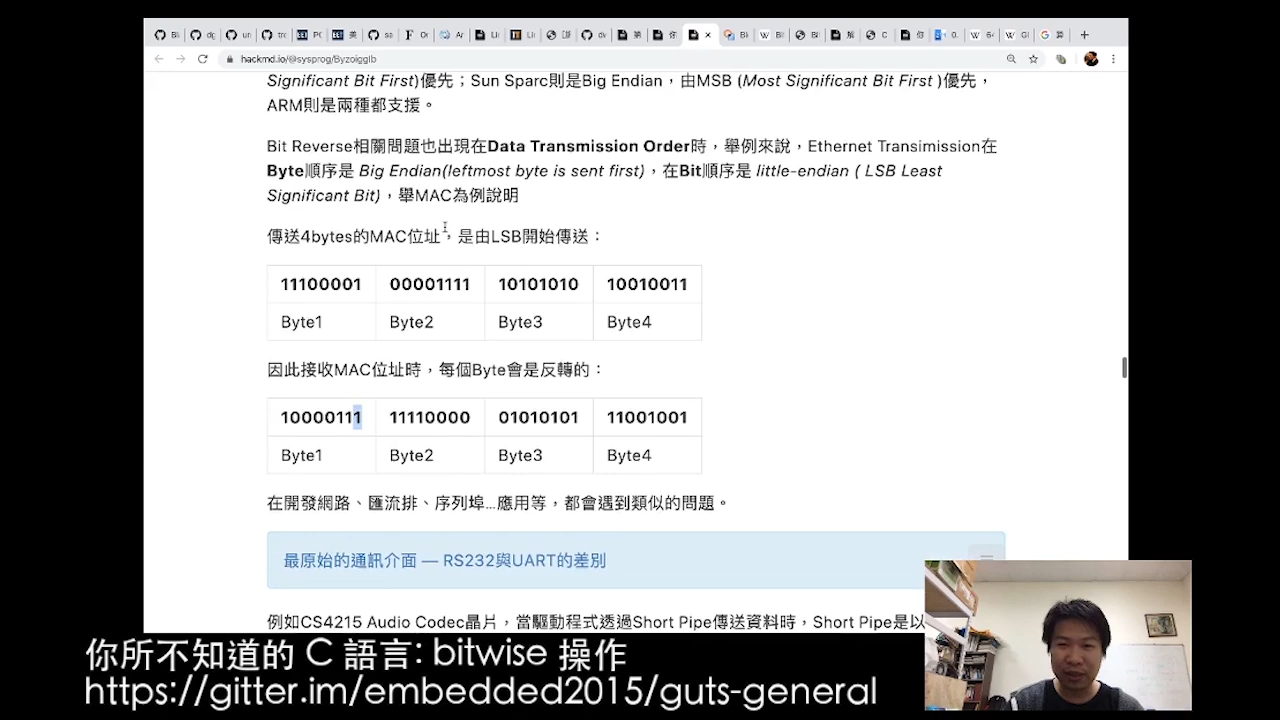 hackmd.io/@sysprog/ByzoiggIb
Significant Bit First)優先；Sun Sparc則是Big Endian，由MSB (Most Significant Bit First )優先，
ARM則是兩種都支援。
Bit Reverse相關問題也出現在Data Transmission Order時，舉例來說，Ethernet Transimission在
Byte順序是 Big Endian(leftmost byte is sent first)，在Bit順序是 little-endian ( LSB Least
Significant Bit)，舉MAC為例說明
傳送4bytes的MAC位址，是由LSB開始傳送：
11100001 00001111 10101010 10010011
Byte1 Byte2 Byte3 Byte4
因此接收MAC位址時，每個Byte會是反轉的：
10000111 11110000 01010101 11001001
Byte1 Byte2 Byte3 Byte4
在開發網路、匯流排、序列埠...應用等，都會遇到類似的問題。
最原始的通訊介面 — RS232與UART的差別
例如CS4215 Audio Codec晶片，當驅動程式透過Short Pipe傳送資料時，Short Pipe是以
你所不知道的 C 語言: bitwise 操作
https://gitter.im/embedded2015/guts-general